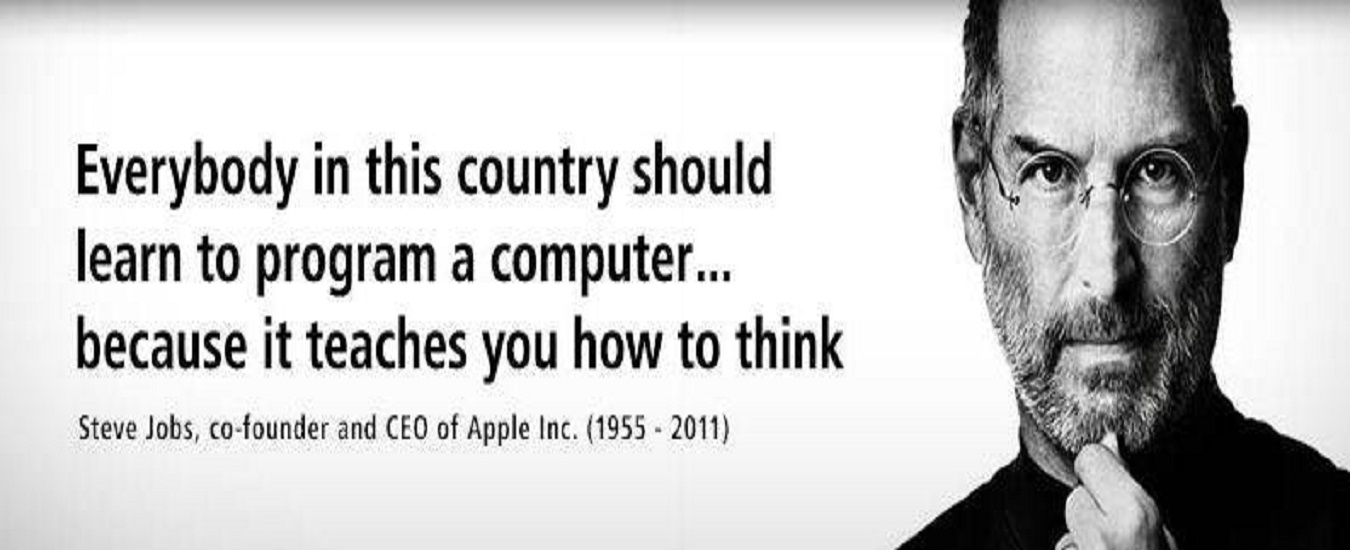 Everybody in this country should
learn to program a computer...
because it teaches you how to think
Steve Jobs, co-founder and CEO of Apple Inc. (1955 - 2011)